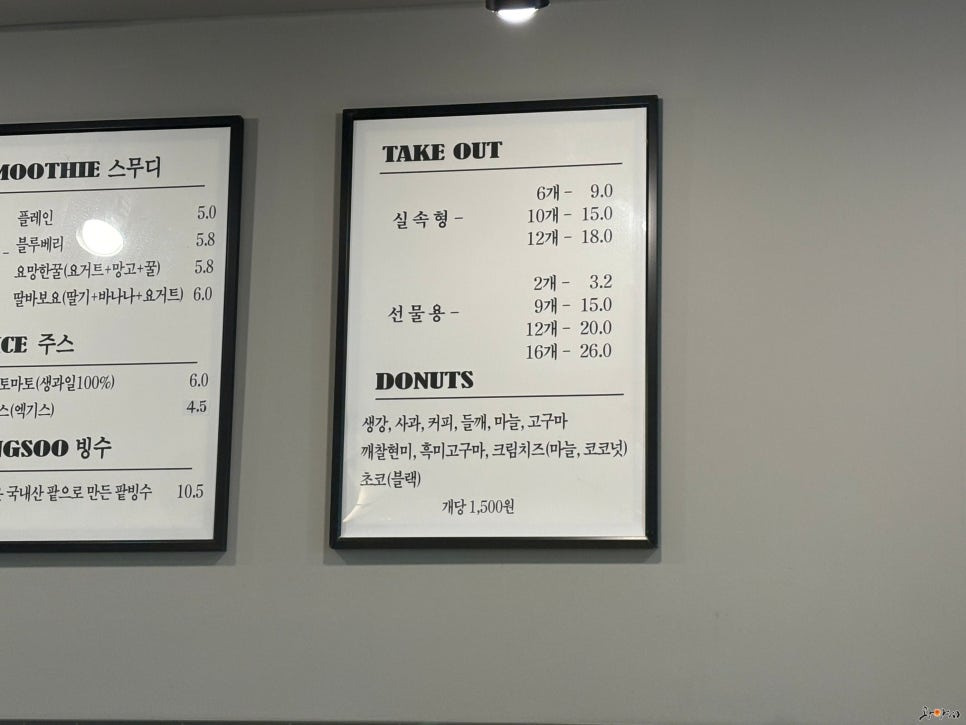 MOOTHIE 스무디
플레인 5.0
블루베리 5.8
요망한꿀(요거트+망고+꿀) 5.8
딸바보요(딸기+바나나+요거트) 6.0
CE 주스
토마토(생과일100%) 6.0
스(엑기스) 4.5
NGSOO 빙수
국내산 팥으로 만든 팥빙수 10.5
TAKE OUT
실속형 -
6개 - 9.0
10개 - 15.0
12개 - 18.0
선물용 -
2개 - 3.2
9개 - 15.0
12개 - 20.0
16개 - 26.0
DONUTS
생강, 사과, 커피, 들깨, 마늘, 고구마
깨찰현미, 흑미고구마, 크림치즈(마늘, 코코넛)
초코(블랙)
개당 1,500원